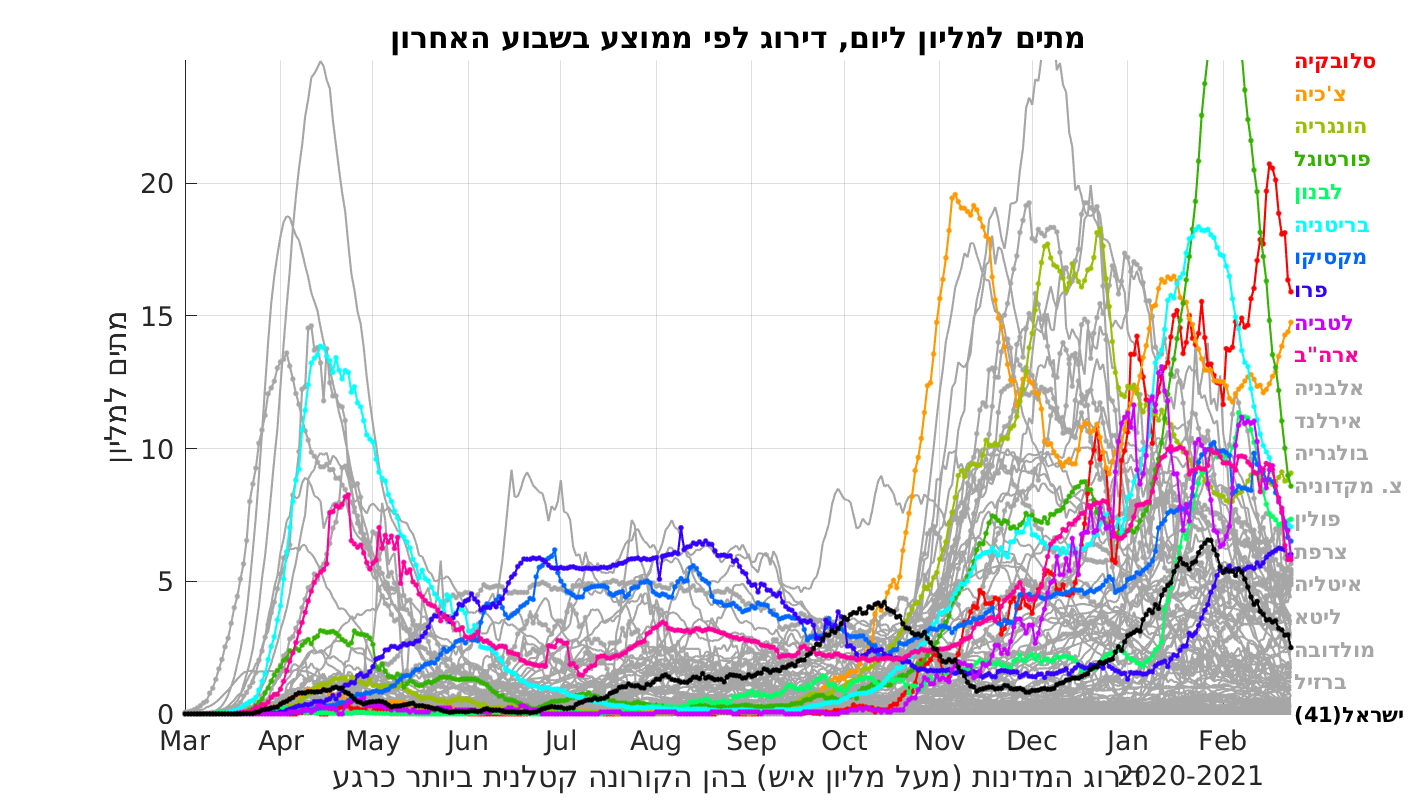 מתים למליון ליום, דירוג לפי ממוצע בשבוע האחרון
מתים למליון
20
15
10
5
0
Mar Apr May Jun Jul Aug Sep Oct Nov Dec Jan Feb
דירוג המדינות (מעל מליון איש) בהן הקורונה קטלנית ביותר כרגע
2020-2021
סלובקיה
צ'כיה
הונגריה
פורטוגל
לבנון
בריטניה
מקסיקו
פרו
לטביה
ארה"ב
אלבניה
אירלנד
בולגריה
צ. מקדוניה
פולין
צרפת
איטליה
ליטא
מולדובה
ברזיל
ישראל(41)